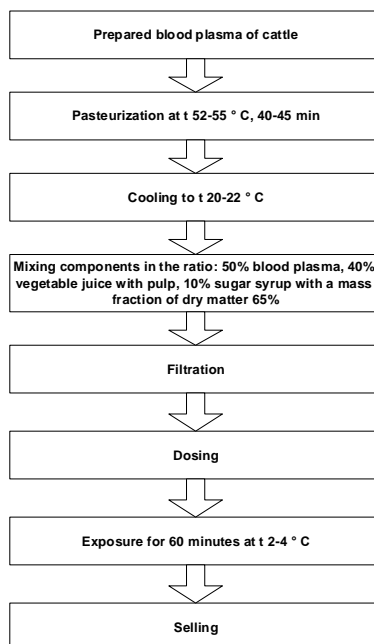 Prepared blood plasma of cattle
Pasteurization at t 52-55 ° C, 40-45 min
Cooling to t 20-22 ° C
Mixing components in the ratio: 50% blood plasma, 40%
vegetable juice with pulp, 10% sugar syrup with a mass
fraction of dry matter 65%
Filtration
Dosing
Exposure for 60 minutes at t 2-4 ° C
Selling